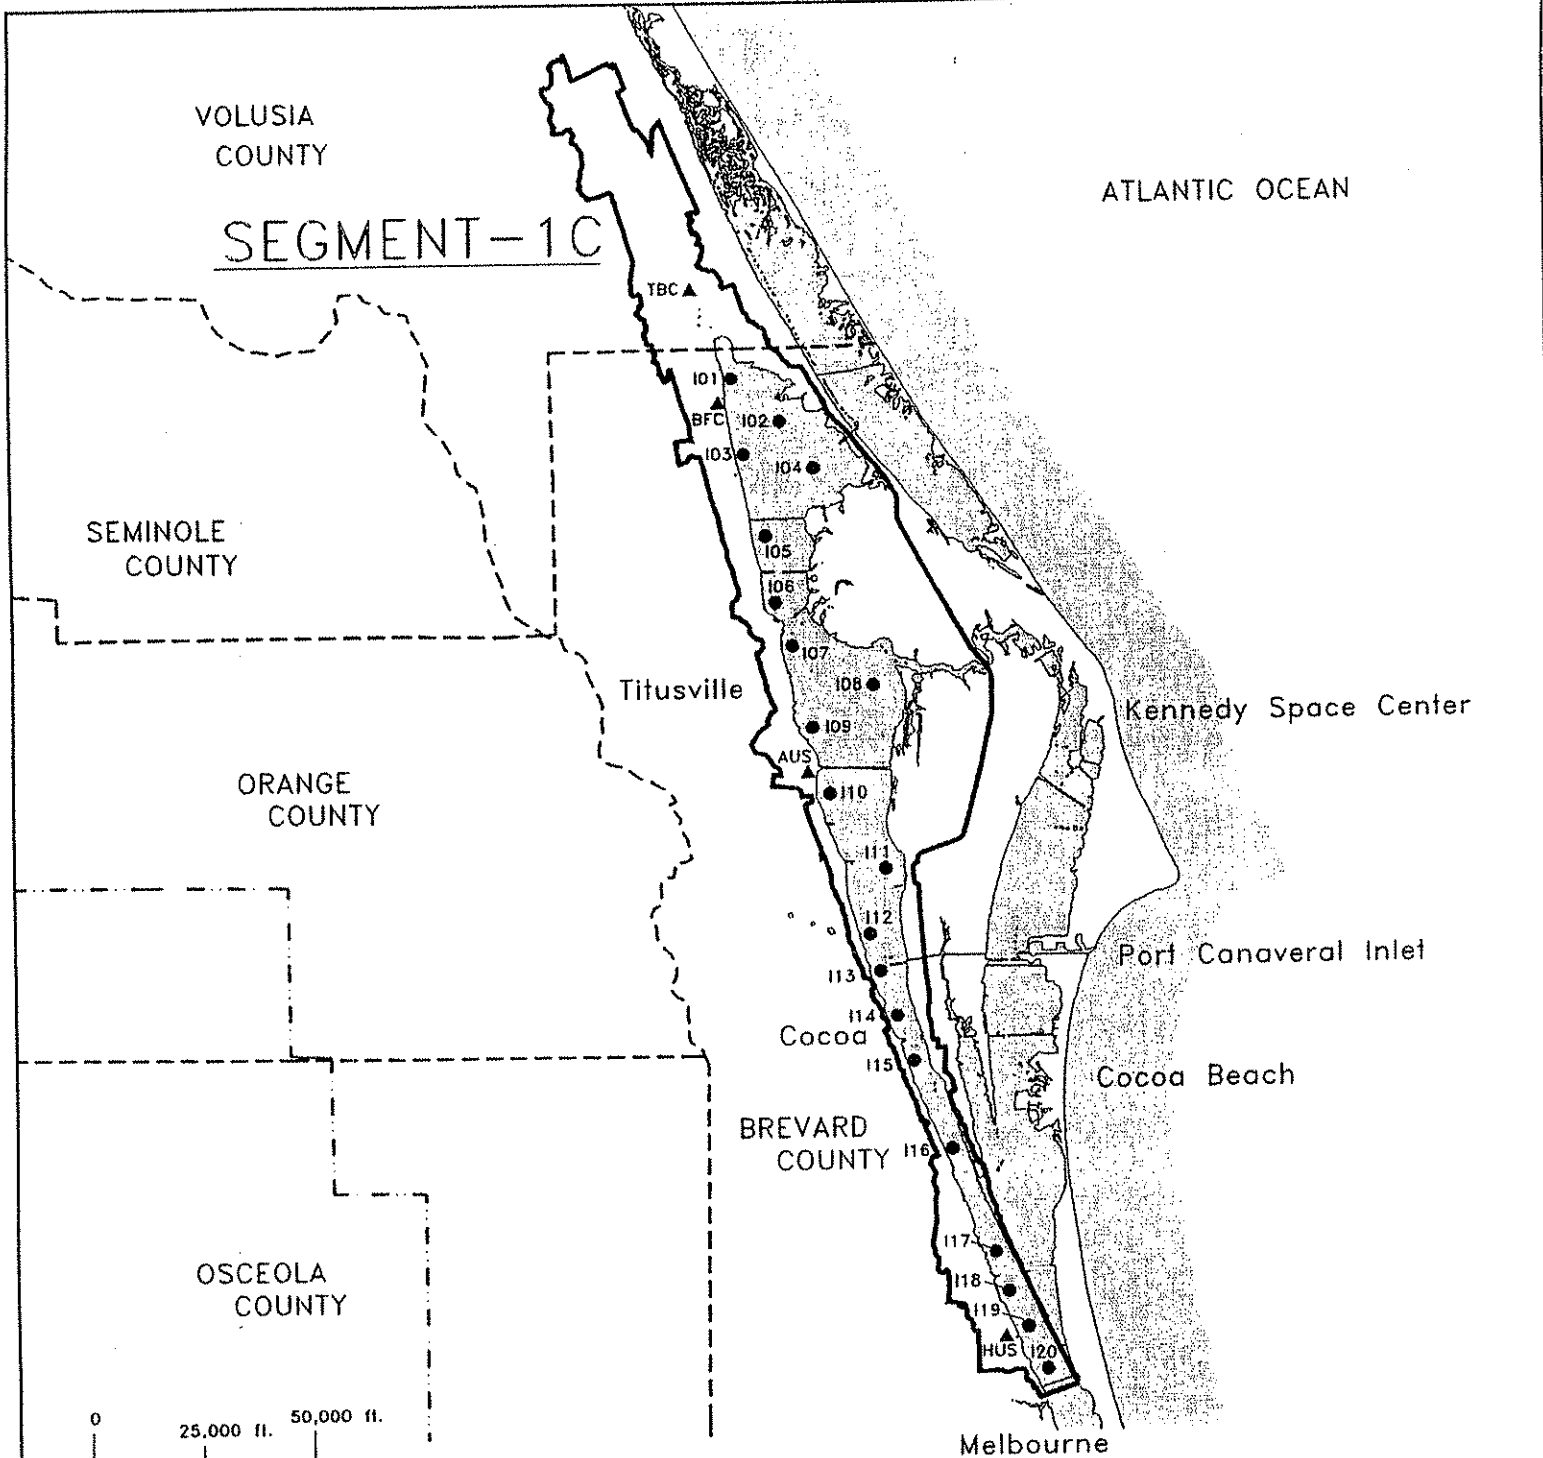 VOLUSIA
COUNTY
ATLANTIC OCEAN
SEGMENT-1C
TBC
I01
BFC
I02
I03
I04
SEMINOLE
COUNTY
I05
I06
I07
Titusville
I08
Kennedy Space Center
I09
AUS
ORANGE
COUNTY
I10
I11
I12
Port Canaveral Inlet
I13
I14
Cocoa
I15
Cocoa Beach
BREVARD
COUNTY
I16
I17
OSCEOLA
COUNTY
I18
I19
HUS
I20
0
25,000 ft.
50,000 ft.
Melbourne